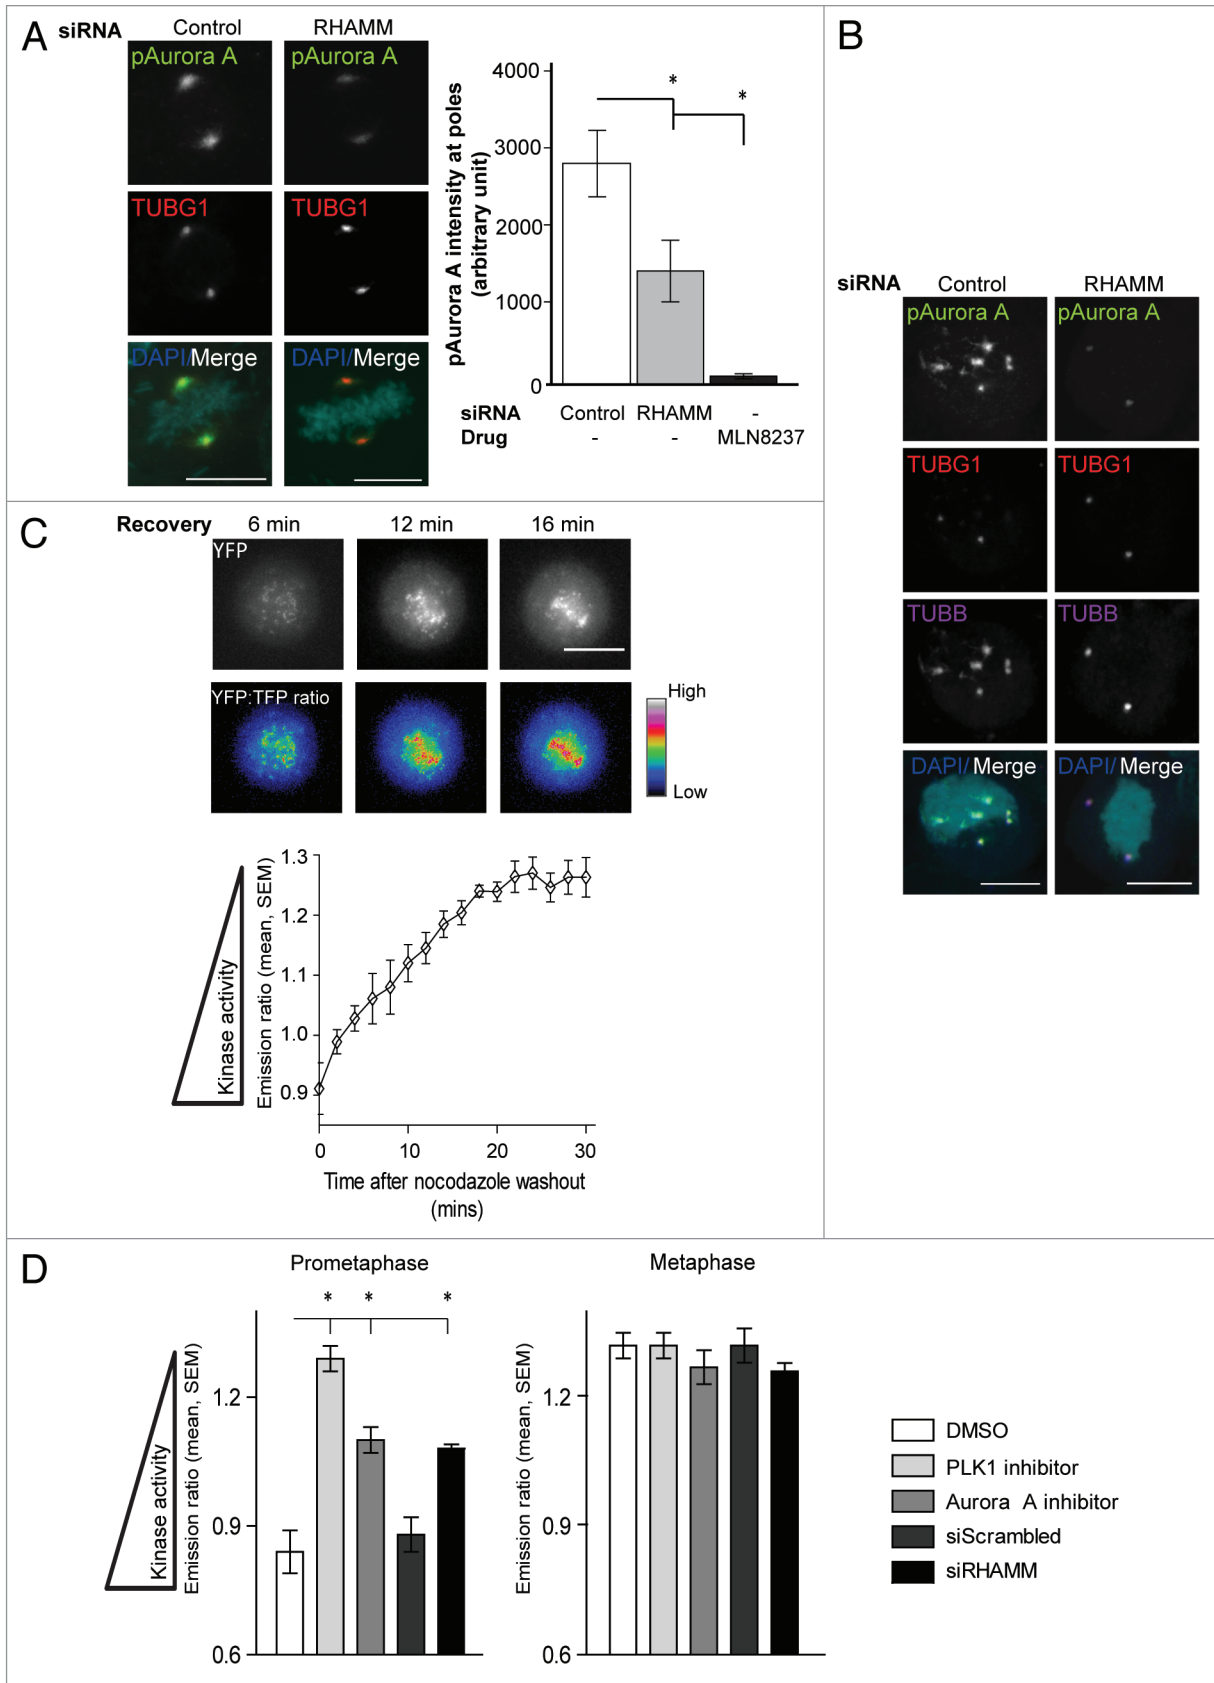 A
siRNA Control RHAMM
pAurora A pAurora A
TUBG1 TUBG1
DAPI/Merge DAPI/Merge
pAurora A intensity at poles
(arbitrary unit)
4000
3000
2000
1000
0
* *
siRNA Control RHAMM -
Drug - - MLN8237
B
siRNA Control RHAMM
pAurora A pAurora A
TUBG1 TUBG1
TUBB TUBB
DAPI/Merge DAPI/Merge
C
Recovery 6 min 12 min 16 min
YFP
YFP:TFP ratio
High
Low
Kinase activity
Emission ratio (mean, SEM)
1.3
1.2
1.1
1.0
0.9
0 10 20 30
Time after nocodazole washout
(mins)
D
Prometaphase
* * *
Kinase activity
Emission ratio (mean, SEM)
1.2
0.9
0.6
Metaphase
Emission ratio (mean, SEM)
1.2
0.9
0.6
DMSO
PLK1 inhibitor
Aurora A inhibitor
siScrambled
siRHAMM